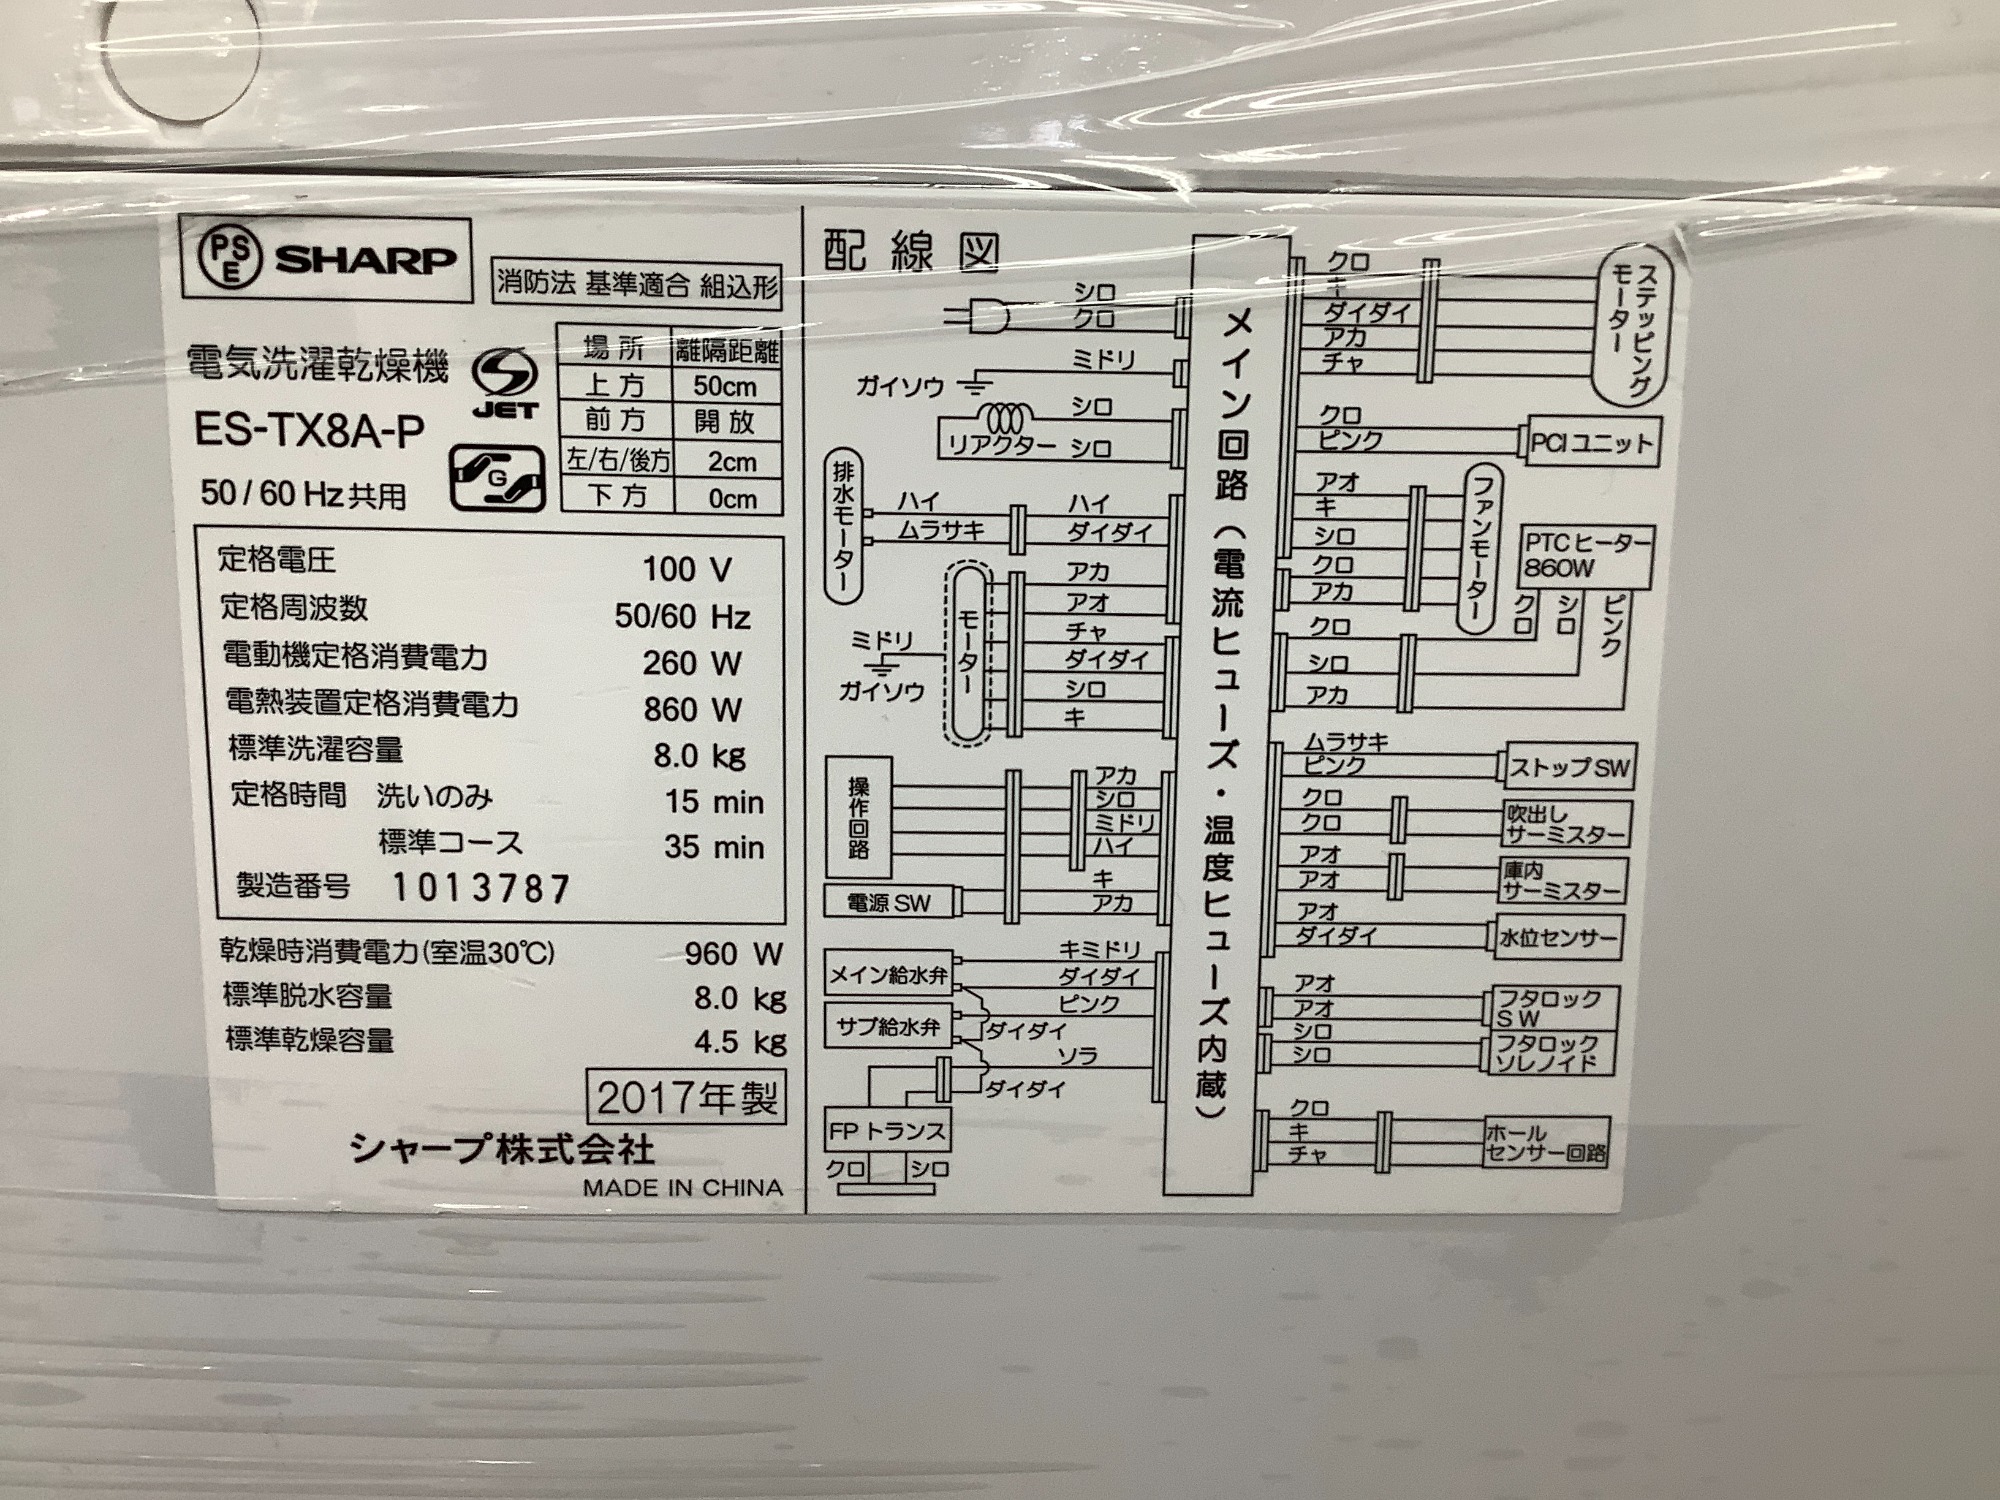 PSE SHARP
消防法 基準適合 組込形
電気洗濯乾燥機
ES-TX8A-P
50/60Hz共用
JET
G
場所 離隔距離
上方 50cm
前方 開放
左/右/後方 2cm
下方 0cm
定格電圧 100 V
定格周波数 50/60 Hz
電動機定格消費電力 260 W
電熱装置定格消費電力 860 W
標準洗濯容量 8.0 kg
定格時間 洗いのみ 15 min
標準コース 35 min
製造番号 1013787
乾燥時消費電力(室温30℃) 960 W
標準脱水容量 8.0 kg
標準乾燥容量 4.5 kg
2017年製
シャープ株式会社
MADE IN CHINA
配線図
シロ
クロ
ミドリ
ガイソウ
シロ
リアクター シロ
排水モーター
ハイ ハイ
ムラサキ ダイダイ
モーター
アカ
アオ
チャ
ダイダイ
シロ
キ
ミドリ
ガイソウ
操作回路
アカ
シロ
ミドリ
ハイ
電源SW
キ
アカ
メイン給水弁
キミドリ
ダイダイ
サブ給水弁
ピンク
ダイダイ
ソラ
ダイダイ
FPトランス
クロ シロ
メイン回路(電流ヒューズ・温度ヒューズ内蔵)
クロ
キ
ダイダイ
アカ
チャ
ステッピング
モーター
クロ
ピンク
PCIユニット
アオ
キ
シロ
クロ
アカ
ファンモーター
PTCヒーター
860W
クロ シロ ピンク
クロ
シロ
アカ
ムラサキ
ピンク
ストップSW
クロ
クロ
吹出し
サーミスター
アオ
アオ
庫内
サーミスター
アオ
ダイダイ
水位センサー
アオ
アオ
フタロック
SW
シロ
シロ
フタロック
ソレノイド
クロ
キ
チャ
ホール
センサー回路